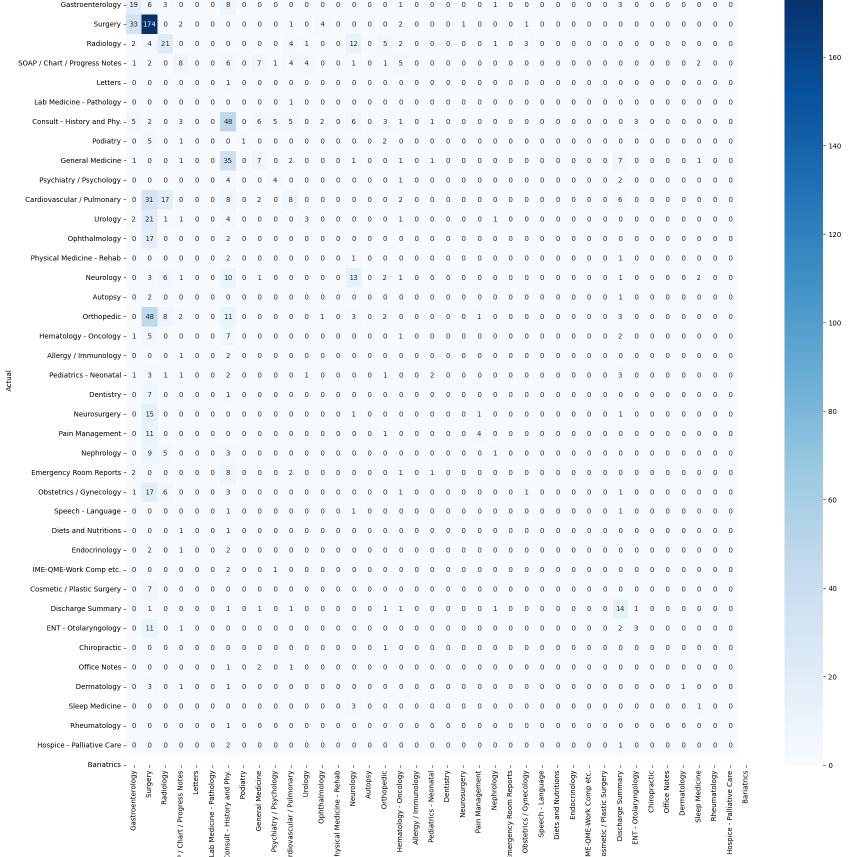 Gastroenterology 19 6 3 0 0 0 8 0 0 0 0 0 0 0 0 0 0 1 0 0 0 0 0 1 0 0 0 0 0 0 0 3 0 0 0 0 0 0 0
Surgery 33 174 0 2 0 0 0 0 0 0 1 0 4 0 0 0 0 2 0 0 0 1 0 0 0 1 0 0 0 0 0 0 0 0 0 0 0 0 0
Radiology 2 4 21 0 0 0 0 0 0 0 4 1 0 0 12 0 5 2 0 0 0 0 0 1 0 3 0 0 0 0 0 0 0 0 0 0 0 0 0
SOAP / Chart / Progress Notes 1 2 0 8 0 0 6 0 7 1 4 4 0 0 1 0 1 5 0 0 0 0 0 0 0 0 0 0 0 0 0 0 0 0 0 0 2 0 0
Letters 0 0 0 0 0 0 1 0 0 0 0 0 0 0 0 0 0 0 0 0 0 0 0 0 0 0 0 0 0 0 0 0 0 0 0 0 0 0 0
Lab Medicine - Pathology 0 0 0 0 0 0 0 0 0 0 1 0 0 0 0 0 0 0 0 0 0 0 0 0 0 0 0 0 0 0 0 0 0 0 0 0 0 0 0
Consult - History and Phy. 5 2 0 3 0 0 48 0 6 5 5 0 2 0 6 0 3 1 0 1 0 0 0 0 0 0 0 0 0 0 0 0 3 0 0 0 0 0 0
Podiatry 0 5 0 1 0 0 0 1 0 0 0 0 0 0 0 0 2 0 0 0 0 0 0 0 0 0 0 0 0 0 0 0 0 0 0 0 0 0 0
General Medicine 1 0 0 1 0 0 35 0 7 0 2 0 0 0 1 0 0 1 0 1 0 0 0 0 0 0 0 0 0 0 0 7 0 0 0 0 1 0 0
Psychiatry / Psychology 0 0 0 0 0 0 4 0 0 4 0 0 0 0 0 0 0 1 0 0 0 0 0 0 0 0 0 0 0 0 0 2 0 0 0 0 0 0 0
Cardiovascular / Pulmonary 0 31 17 0 0 0 8 0 2 0 8 0 0 0 0 0 0 2 0 0 0 0 0 0 0 0 0 0 0 0 0 6 0 0 0 0 0 0 0
Urology 2 21 1 1 0 0 4 0 0 0 0 3 0 0 0 0 0 1 0 0 0 0 0 1 0 0 0 0 0 0 0 0 0 0 0 0 0 0 0
Ophthalmology 0 17 0 0 0 0 2 0 0 0 0 0 0 0 0 0 0 0 0 0 0 0 0 0 0 0 0 0 0 0 0 0 0 0 0 0 0 0 0
Physical Medicine - Rehab 0 0 0 0 0 0 2 0 0 0 0 0 0 0 1 0 0 0 0 0 0 0 0 0 0 0 0 0 0 0 0 1 0 0 0 0 0 0 0
Neurology 0 3 6 1 0 0 10 0 1 0 0 0 0 0 13 0 2 1 0 0 0 0 0 0 0 0 0 0 0 0 0 1 0 0 0 0 2 0 0
Autopsy 0 2 0 0 0 0 0 0 0 0 0 0 0 0 0 0 0 0 0 0 0 0 0 0 0 0 0 0 0 0 0 1 0 0 0 0 0 0 0
Orthopedic 0 48 8 2 0 0 11 0 0 0 0 0 1 0 3 0 2 0 0 0 0 0 1 0 0 0 0 0 0 0 0 3 0 0 0 0 0 0 0
Hematology - Oncology 1 5 0 0 0 0 7 0 0 0 0 0 0 0 0 0 0 1 0 0 0 0 0 0 0 0 0 0 0 0 0 2 0 0 0 0 0 0 0
Allergy / Immunology 0 0 0 1 0 0 2 0 0 0 0 0 0 0 0 0 0 0 0 0 0 0 0 0 0 0 0 0 0 0 0 0 0 0 0 0 0 0 0
Actual
Pediatrics - Neonatal 1 3 1 1 0 0 2 0 0 0 0 1 0 0 0 0 1 0 0 2 0 0 0 0 0 0 0 0 0 0 0 3 0 0 0 0 0 0 0
Dentistry 0 7 0 0 0 0 1 0 0 0 0 0 0 0 0 0 0 0 0 0 0 0 0 0 0 0 0 0 0 0 0 0 0 0 0 0 0 0 0
Neurosurgery 0 15 0 0 0 0 0 0 0 0 0 0 0 0 1 0 0 0 0 0 0 0 1 0 0 0 0 0 0 0 0 1 0 0 0 0 0 0 0
Pain Management 0 11 0 0 0 0 0 0 0 0 0 0 0 0 0 0 1 0 0 0 0 0 4 0 0 0 0 0 0 0 0 0 0 0 0 0 0 0 0
Nephrology 0 9 5 0 0 0 3 0 0 0 0 0 0 0 0 0 0 0 0 0 0 0 0 1 0 0 0 0 0 0 0 0 0 0 0 0 0 0 0
Emergency Room Reports 2 0 0 0 0 0 8 0 0 0 2 0 0 0 0 0 0 1 0 1 0 0 0 0 0 0 0 0 0 0 0 0 0 0 0 0 0 0 0
Obstetrics / Gynecology 1 17 6 0 0 0 3 0 0 0 0 0 0 0 0 0 0 1 0 0 0 0 0 0 0 1 0 0 0 0 0 1 0 0 0 0 0 0 0
Speech - Language 0 0 0 0 0 0 1 0 0 0 0 0 0 0 1 0 0 0 0 0 0 0 0 0 0 0 0 0 0 0 0 1 0 0 0 0 0 0 0
Diets and Nutritions 0 0 0 1 0 0 1 0 0 0 0 0 0 0 0 0 0 0 0 0 0 0 0 0 0 0 0 0 0 0 0 0 0 0 0 0 0 0 0
Endocrinology 0 2 0 1 0 0 2 0 0 0 0 0 0 0 0 0 0 0 0 0 0 0 0 0 0 0 0 0 0 0 0 0 0 0 0 0 0 0 0
IME-QME-Work Comp etc. 0 0 0 0 0 0 2 0 0 1 0 0 0 0 0 0 0 0 0 0 0 0 0 0 0 0 0 0 0 0 0 0 0 0 0 0 0 0 0
Cosmetic / Plastic Surgery 0 7 0 0 0 0 0 0 0 0 0 0 0 0 0 0 0 0 0 0 0 0 0 0 0 0 0 0 0 0 0 0 0 0 0 0 0 0 0
Discharge Summary 0 1 0 0 0 0 1 0 1 0 1 0 0 0 0 0 1 1 0 0 0 0 0 1 0 0 0 0 0 0 0 14 1 0 0 0 0 0 0
ENT - Otolaryngology 0 11 0 1 0 0 0 0 0 0 0 0 0 0 0 0 0 0 0 0 0 0 0 0 0 0 0 0 0 0 0 2 3 0 0 0 0 0 0
Chiropractic 0 0 0 0 0 0 0 0 0 0 0 0 0 0 0 0 1 0 0 0 0 0 0 0 0 0 0 0 0 0 0 0 0 0 0 0 0 0 0
Office Notes 0 0 0 0 0 0 1 0 2 0 1 0 0 0 0 0 0 0 0 0 0 0 0 0 0 0 0 0 0 0 0 0 0 0 0 0 0 0 0
Dermatology 0 3 0 1 0 0 1 0 0 0 0 0 0 0 0 0 0 0 0 0 0 0 0 0 0 0 0 0 0 0 0 0 0 0 0 1 0 0 0
Sleep Medicine 0 0 0 0 0 0 0 0 0 0 0 0 0 0 3 0 0 0 0 0 0 0 0 0 0 0 0 0 0 0 0 0 0 0 0 0 1 0 0
Rheumatology 0 0 0 0 0 0 1 0 0 0 0 0 0 0 0 0 0 0 0 0 0 0 0 0 0 0 0 0 0 0 0 0 0 0 0 0 0 0 0
Hospice - Palliative Care 0 0 0 0 0 0 2 0 0 0 0 0 0 0 0 0 0 0 0 0 0 0 0 0 0 0 0 0 0 0 0 1 0 0 0 0 0 0 0
Bariatrics
Gastroenterology
Surgery
Radiology
/ Chart / Progress Notes
Letters
Lab Medicine - Pathology
onsult - History and Phy.
Podiatry
General Medicine
Psychiatry / Psychology
rdiovascular / Pulmonary
Urology
Ophthalmology
hysical Medicine - Rehab
Neurology
Autopsy
Orthopedic
Hematology - Oncology
Allergy / Immunology
Pediatrics - Neonatal
Dentistry
Neurosurgery
Pain Management
Nephrology
mergency Room Reports
Obstetrics / Gynecology
Speech - Language
Diets and Nutritions
Endocrinology
ME-QME-Work Comp etc.
osmetic / Plastic Surgery
Discharge Summary
ENT - Otolaryngology
Chiropractic
Office Notes
Dermatology
Sleep Medicine
Rheumatology
Hospice - Palliative Care
Bariatrics
160
140
120
100
80
60
40
20
0